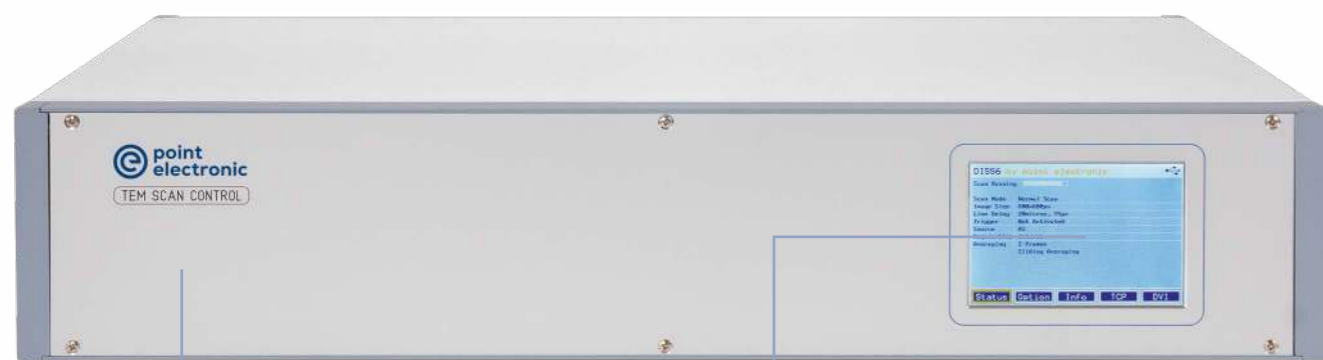 point
electronic
TEM SCAN CONTROL
DISS6 by point electronic
Scan Running
Scan Mode Normal Scan
Image Size 600x600px
Line Delay
Trigger Not Activated
Source
Averaging 2 Frames
Sliding Averaging
Status Option Info TCP DVI